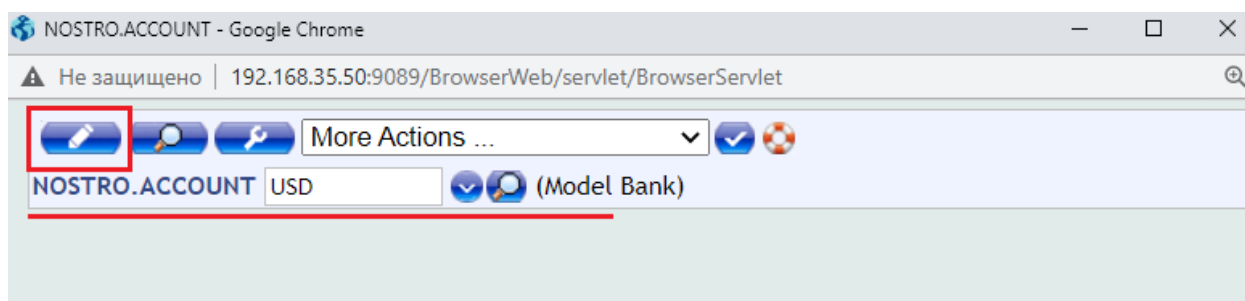 NOSTRO.ACCOUNT - Google Chrome
Не защищено | 192.168.35.50:9089/BrowserWeb/servlet/BrowserServlet
More Actions ...
NOSTRO.ACCOUNT USD (Model Bank)